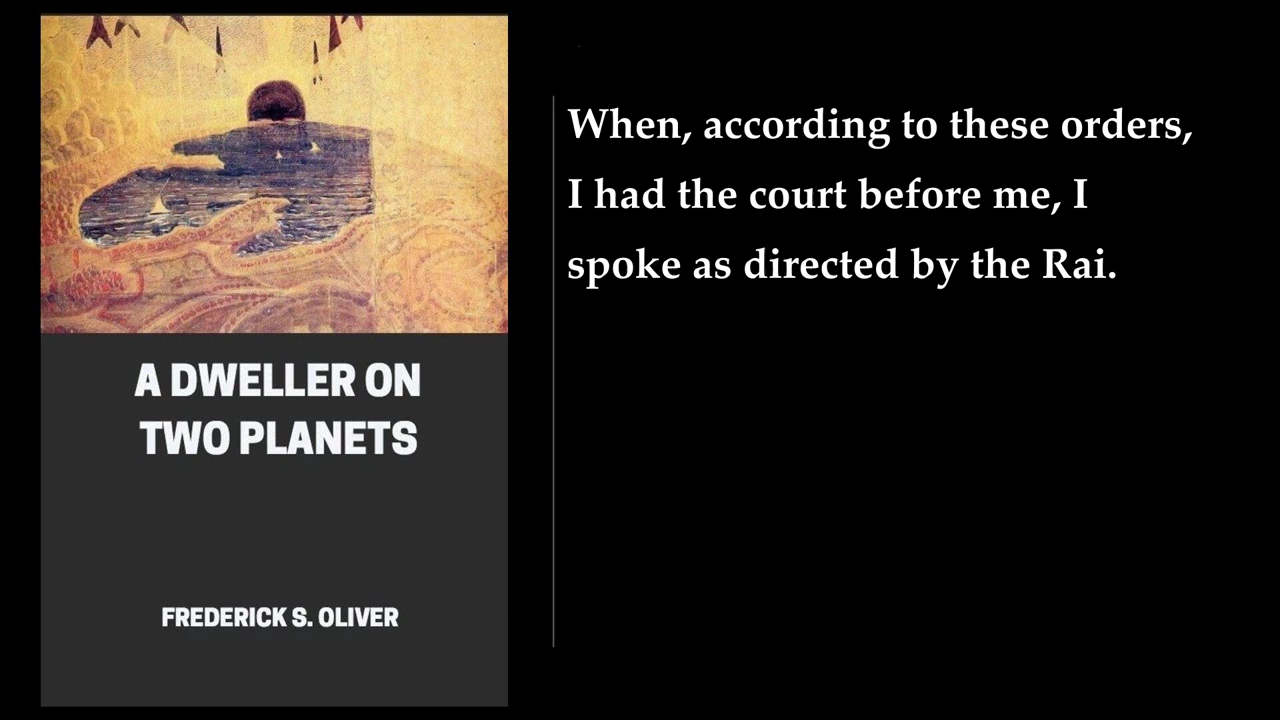 A DWELLER ON
TWO PLANETS
FREDERICK S. OLIVER
When, according to these orders,
I had the court before me, I
spoke as directed by the Rai.